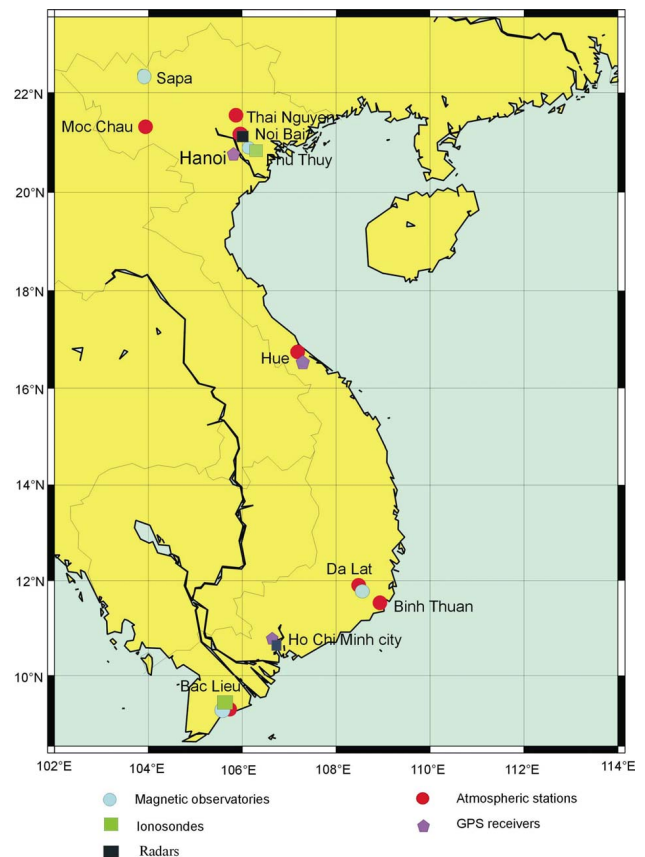 Sapa
22°N
Thai Nguyen
Moc Chau
Noi Bai
Hanoi
Phu Thuy
20°N
18°N
Hue
16°N
14°N
Da Lat
12°N
Binh Thuan
Ho Chi Minh city
10°N
Bac Lieu
102°E 104°E 106°E 108°E 110°E 112°E 114°E
Magnetic observatories
Atmospheric stations
Ionosondes
GPS receivers
Radars